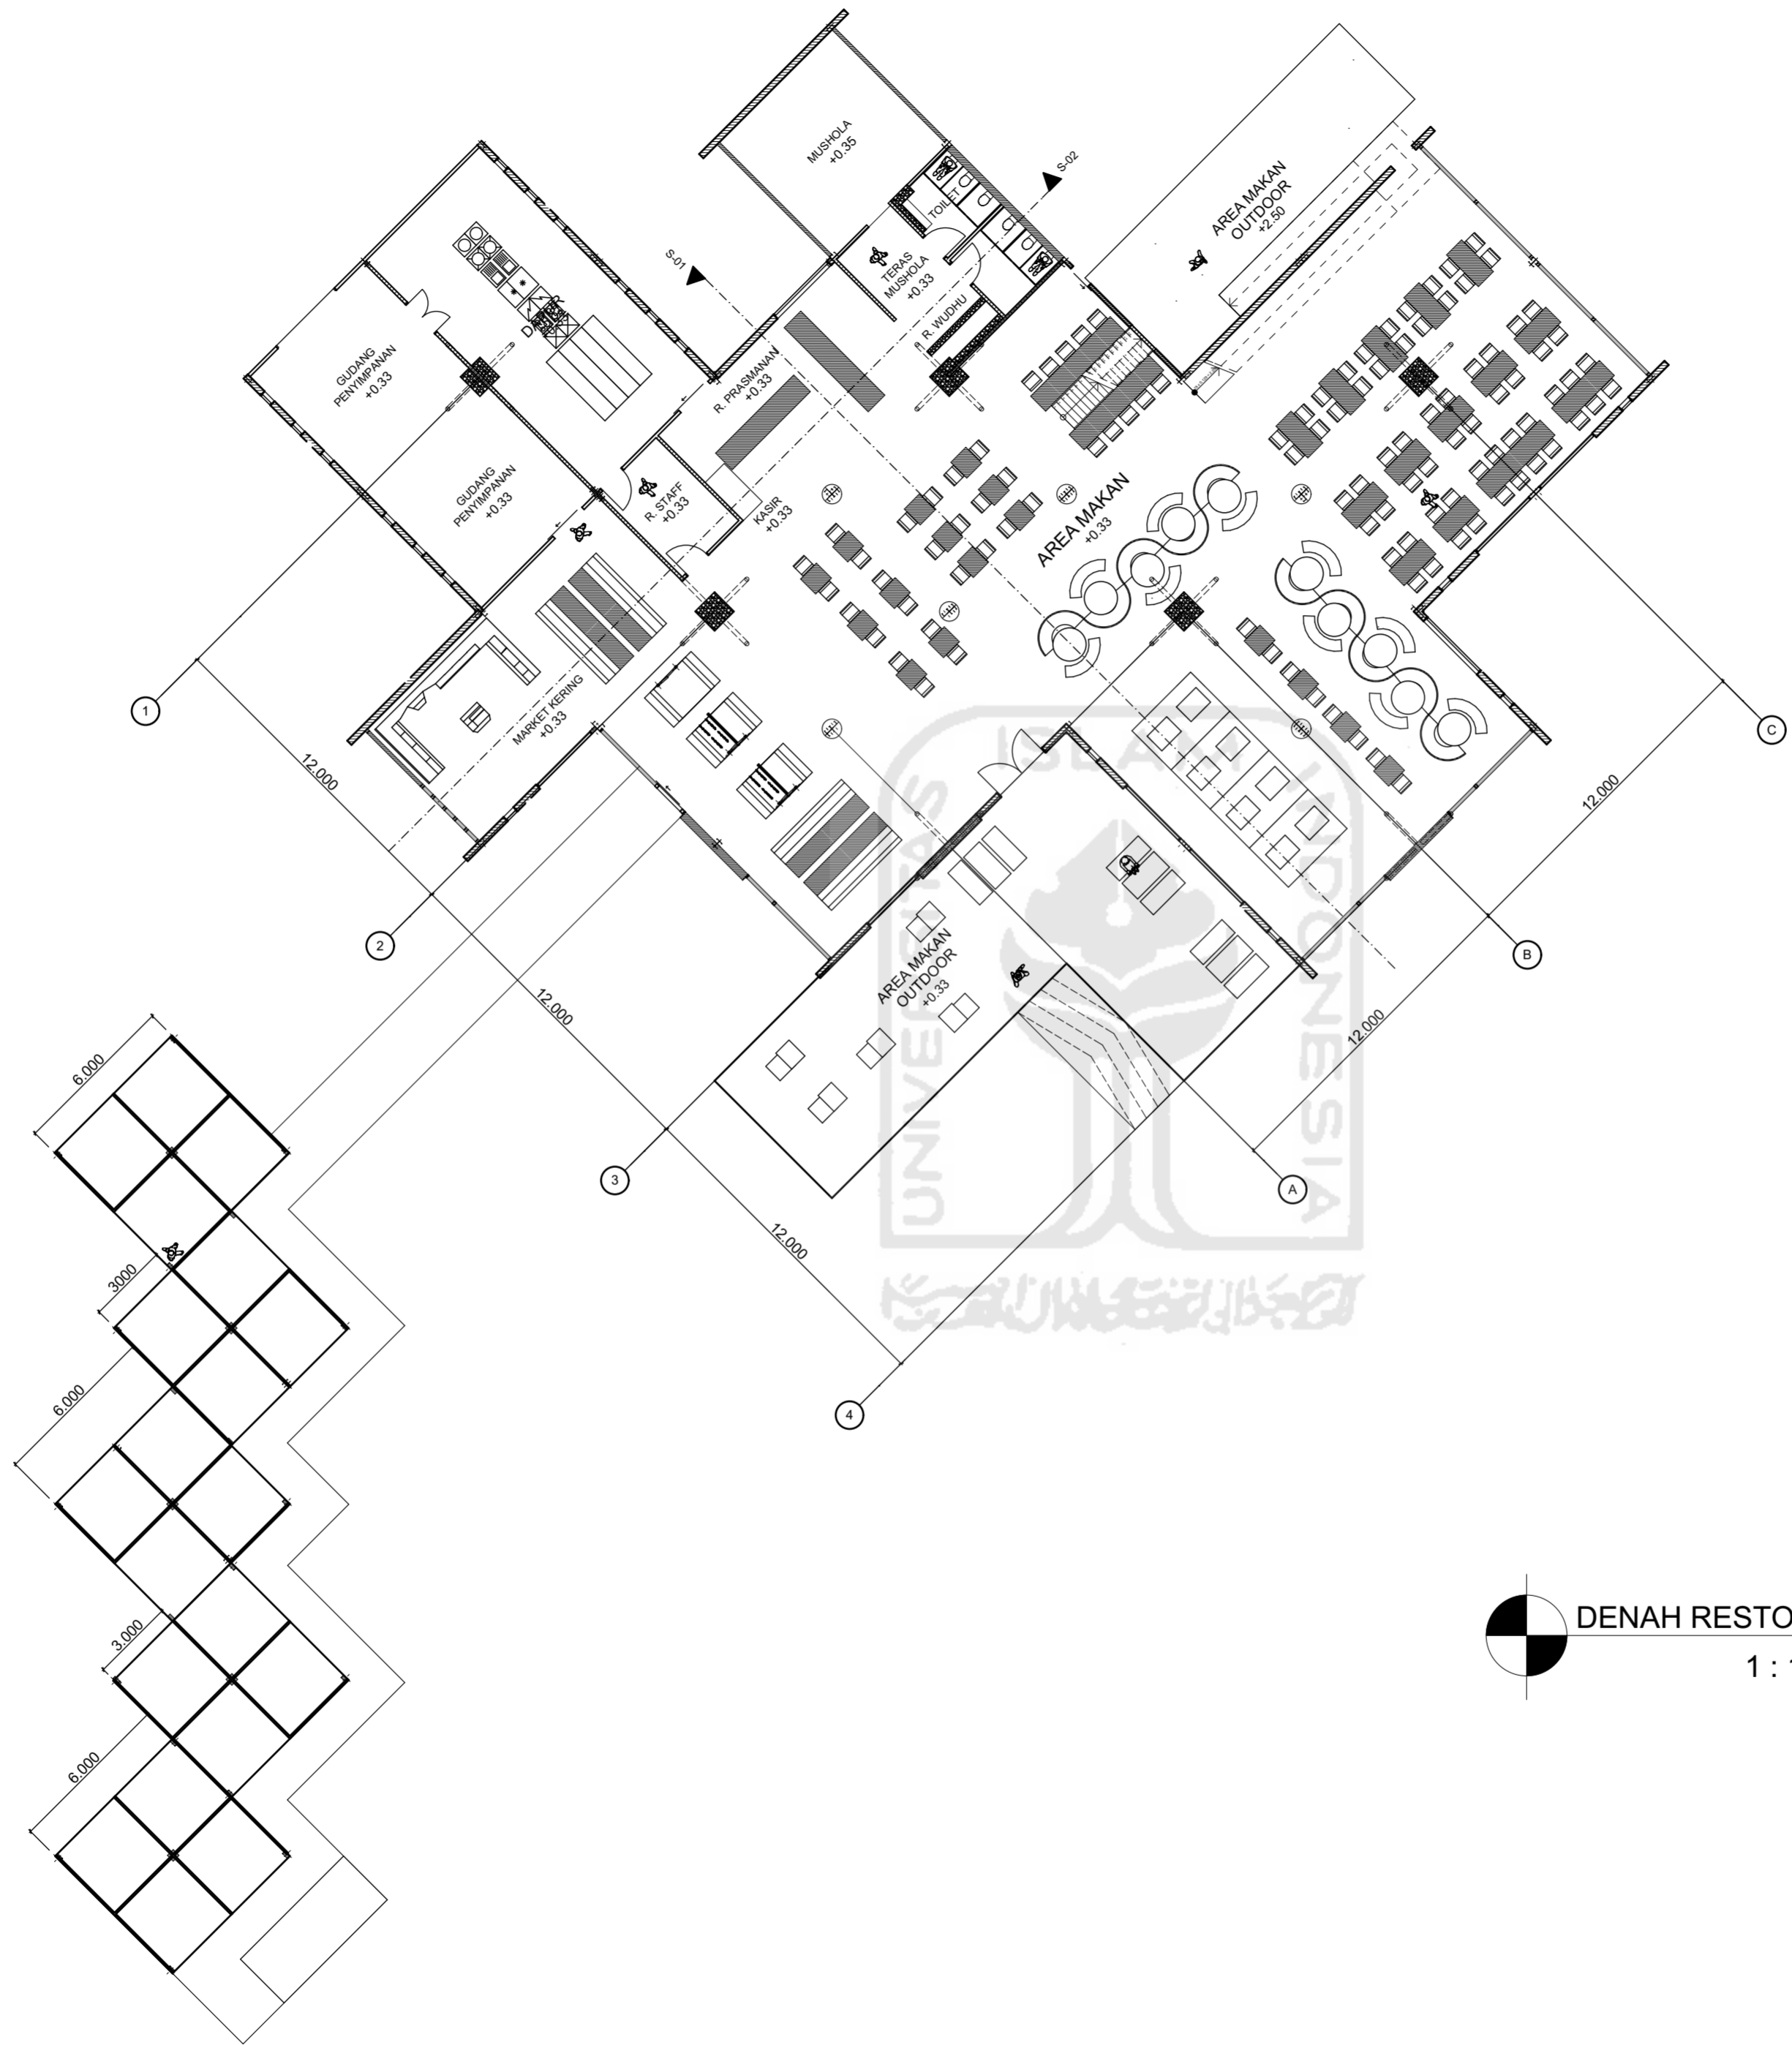 MUSHOLA
+0.35
S-02
TOILET
AREA MAKAN
OUTDOOR
+2.50
S-01
TERAS
MUSHOLA
+0.33
R. WUDHU
GUDANG
PENYIMPANAN
+0.33
R. PRASMANAN
+0.33
GUDANG
PENYIMPANAN
+0.33
R. STAFF
+0.33
KASIR
+0.33
AREA MAKAN
+0.33
MARKET KERING
+0.33
1
C
12.000
12.000
2
B
AREA MAKAN
OUTDOOR
+0.33
12.000
12.000
3
A
12.000
4
6.000
3000
6.000
3.000
6.000
UNIVERSITAS
ISLAM
INDONESIA
DENAH RESTO
1 :